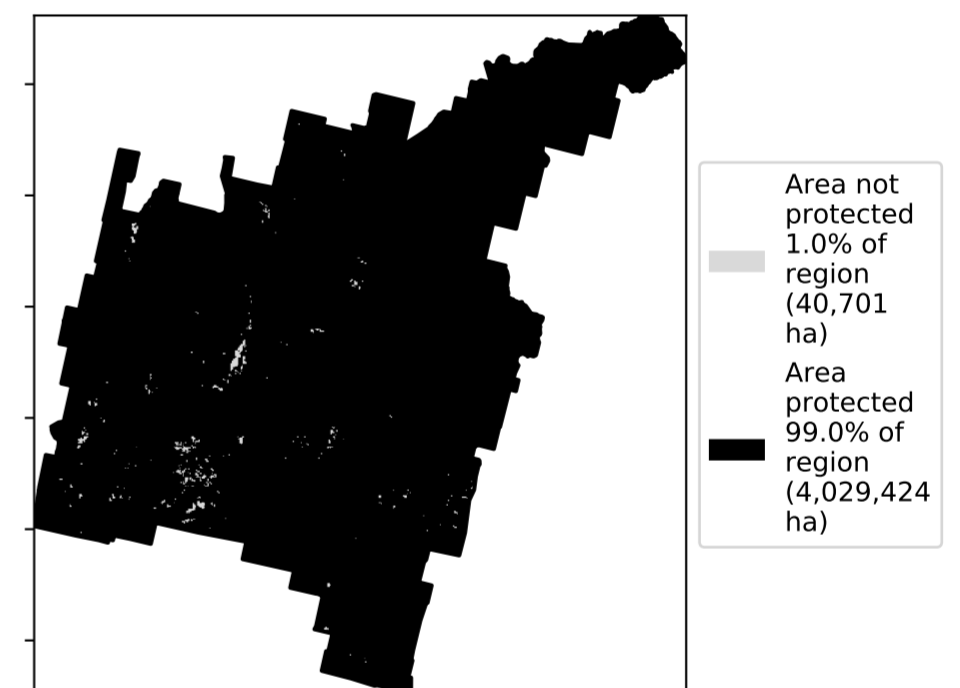 Area not
protected
1.0% of
region
(40,701
ha)
Area
protected
99.0% of
region
(4,029,424
ha)